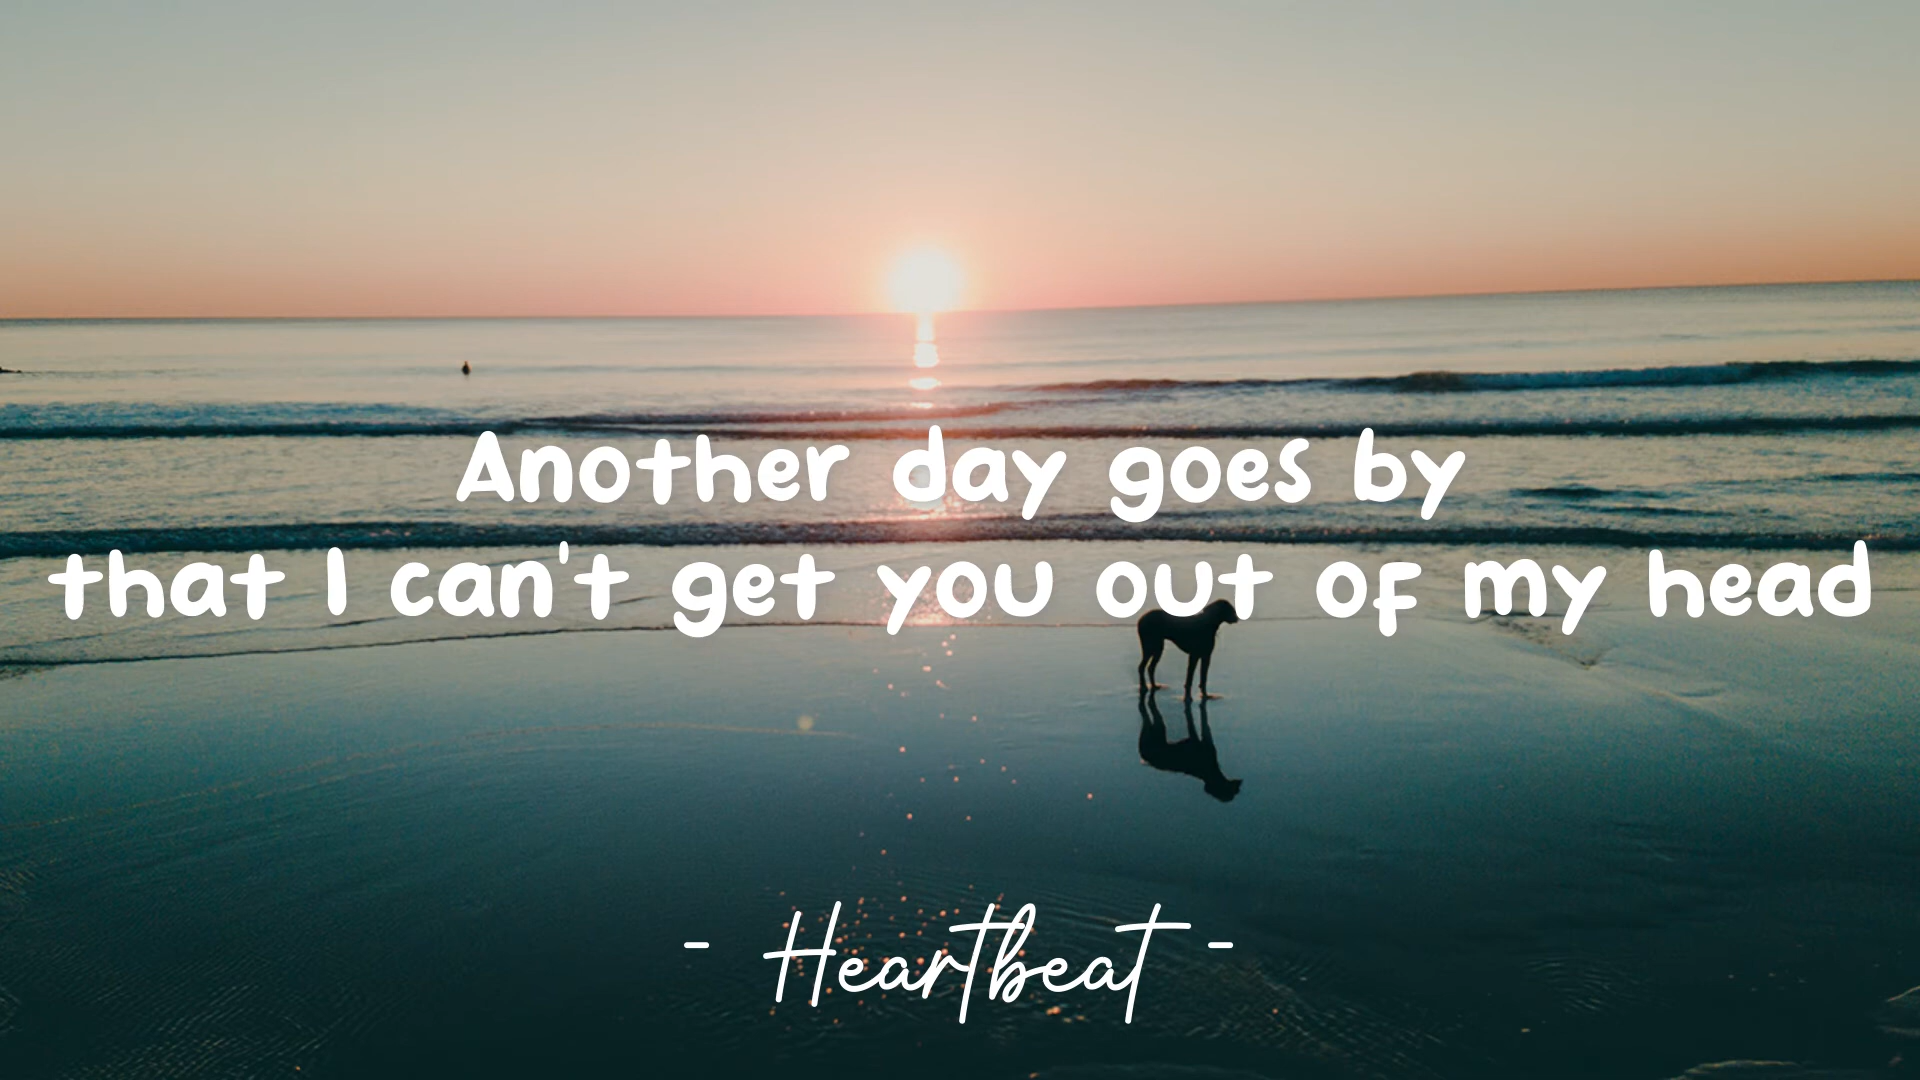 Another day goes by
that I can't get you out of my head
- Heartbeat -